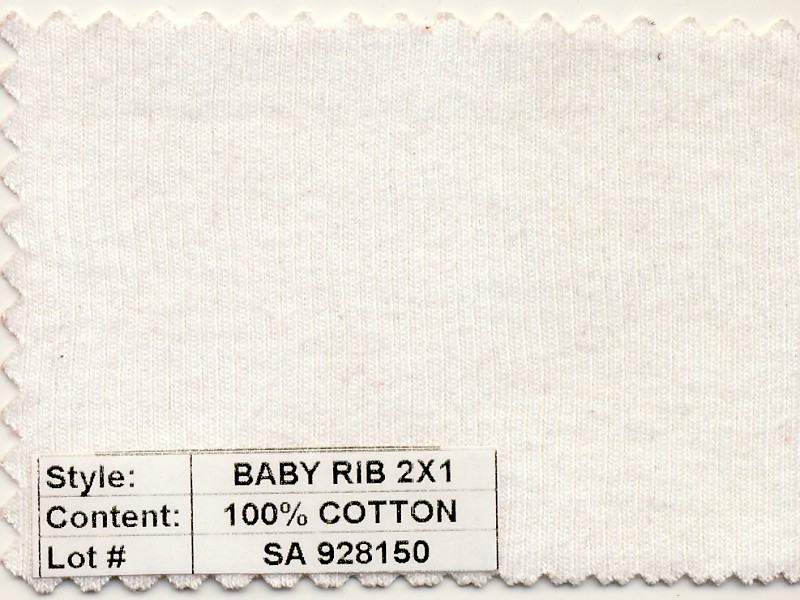 Style: BABY RIB 2X1
Content: 100% COTTON
Lot # SA 928150